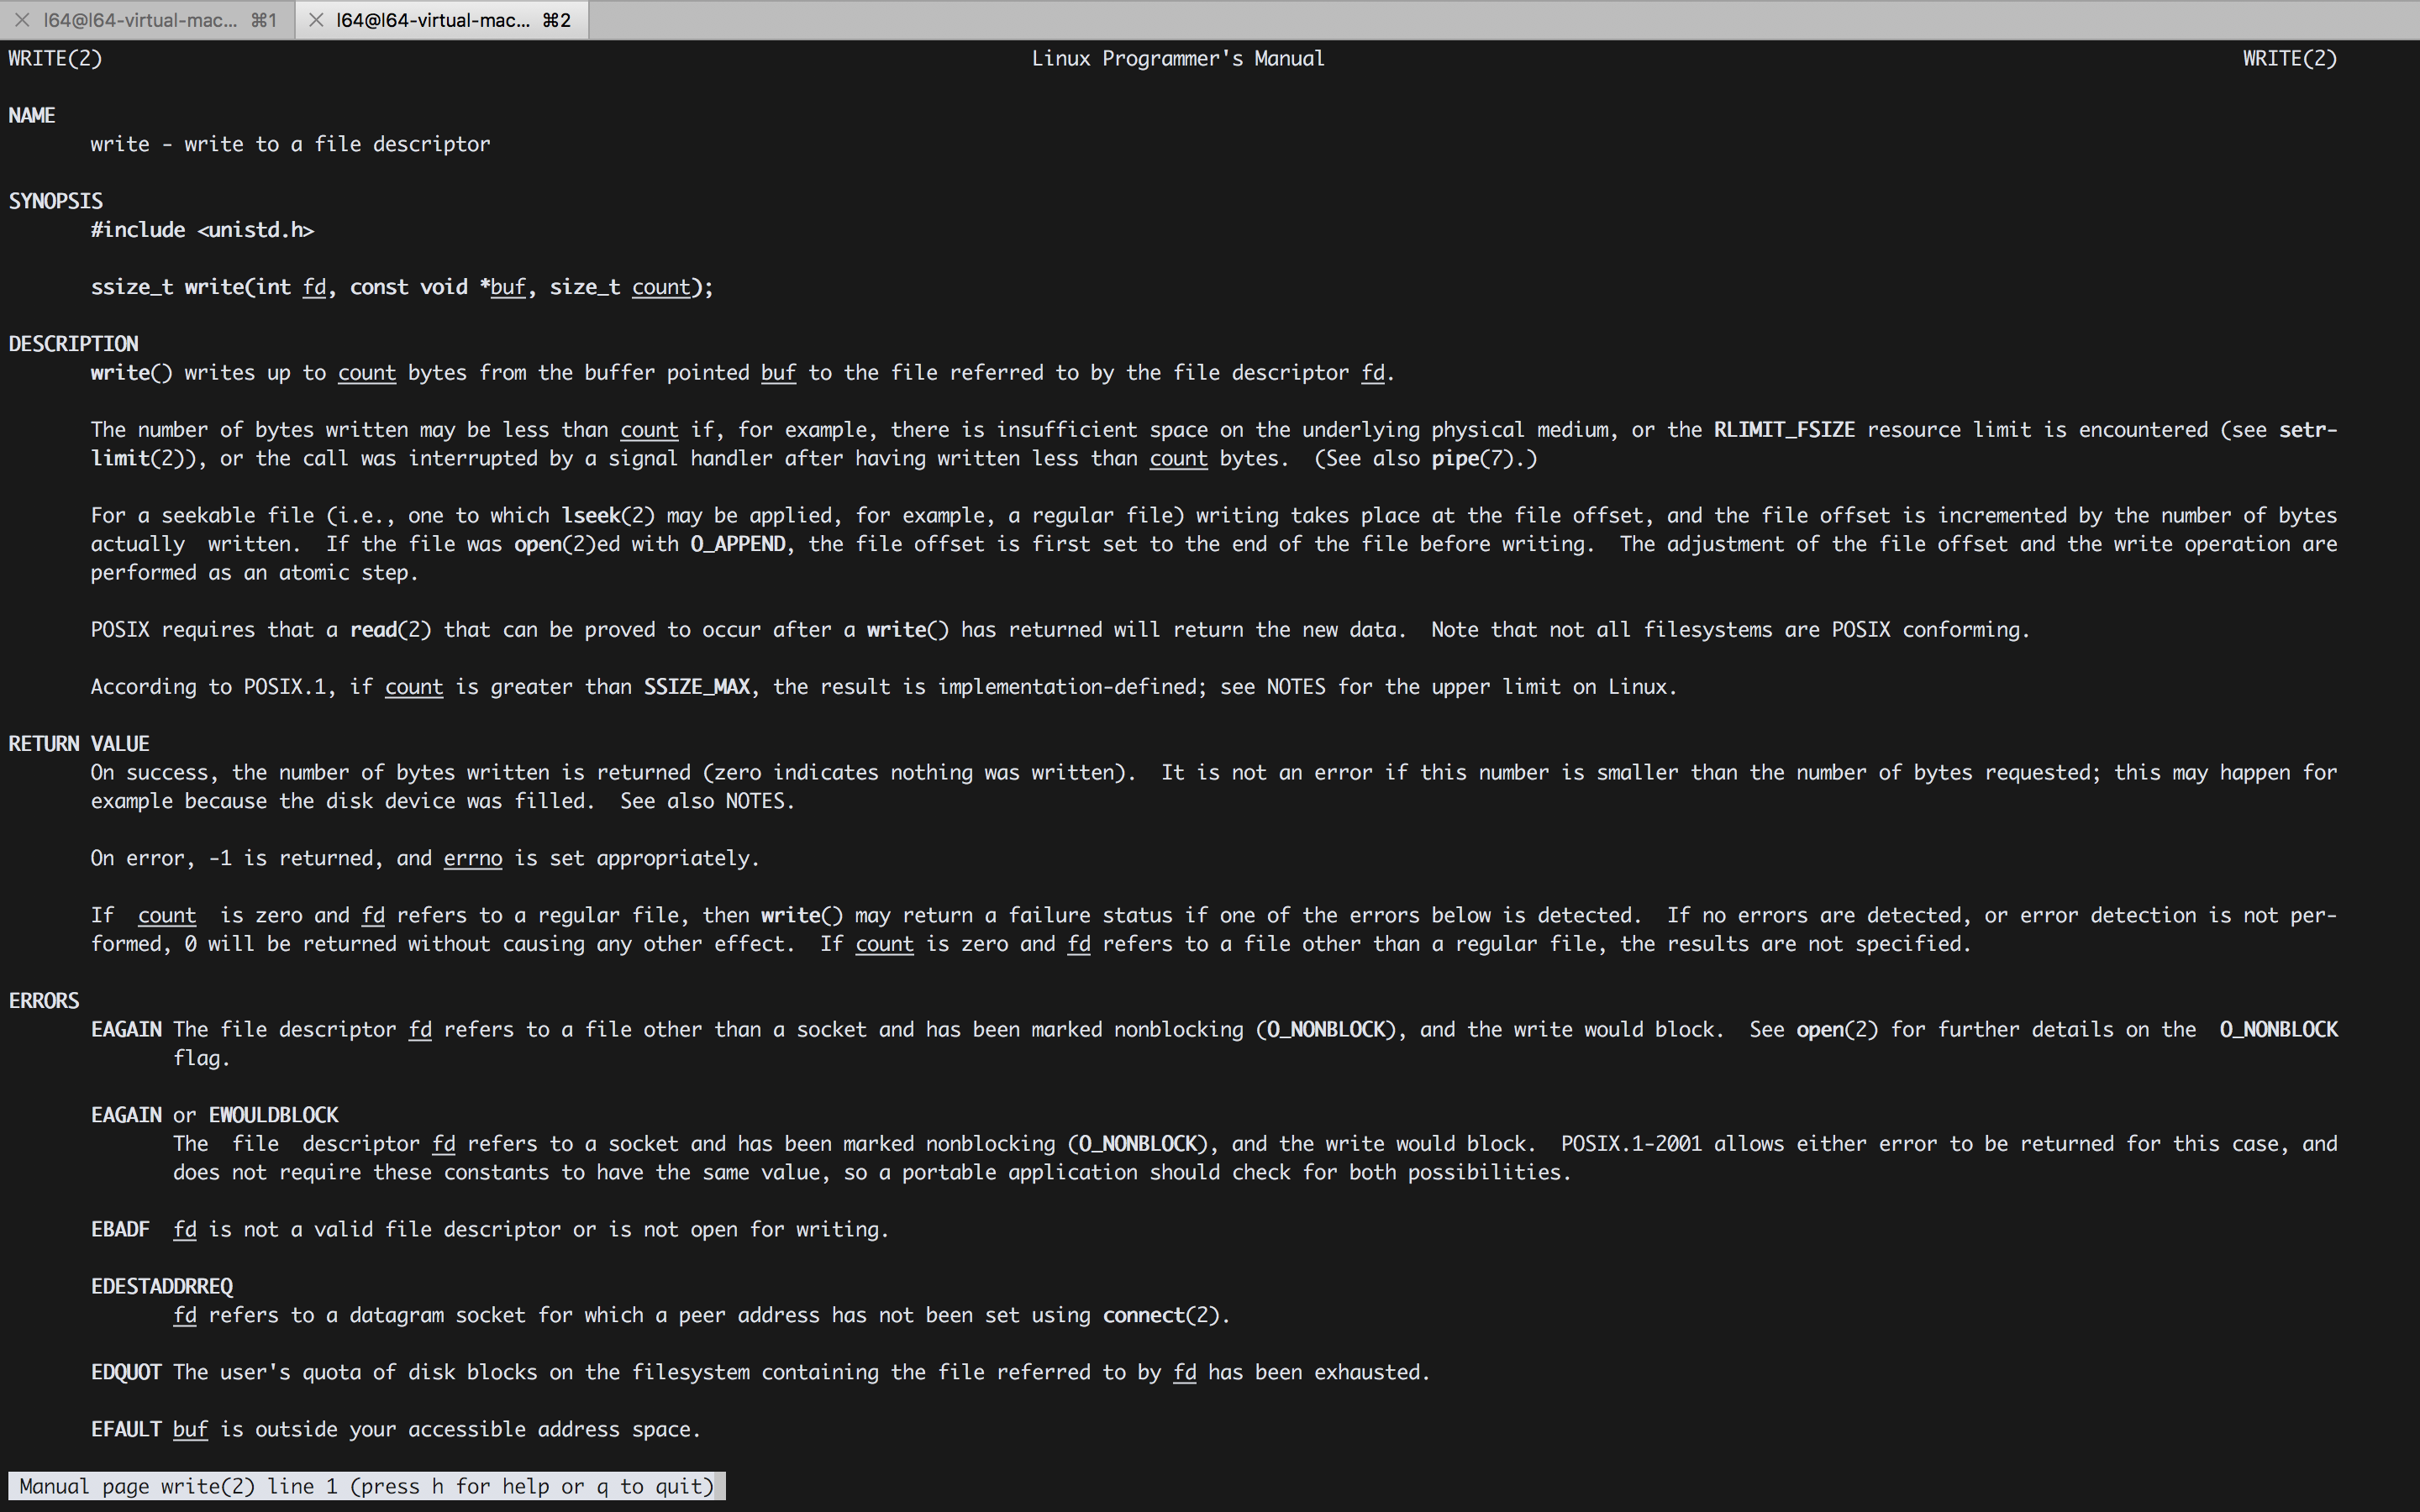 l64@l64-virtual-mac... ⌘1
l64@l64-virtual-mac... ⌘2
WRITE(2) Linux Programmer's Manual WRITE(2)
NAME
write - write to a file descriptor
SYNOPSIS
#include <unistd.h>
ssize_t write(int fd, const void *buf, size_t count);
DESCRIPTION
write() writes up to count bytes from the buffer pointed buf to the file referred to by the file descriptor fd.
The number of bytes written may be less than count if, for example, there is insufficient space on the underlying physical medium, or the RLIMIT_FSIZE resource limit is encountered (see setr-
limit(2)), or the call was interrupted by a signal handler after having written less than count bytes.  (See also pipe(7).)
For a seekable file (i.e., one to which lseek(2) may be applied, for example, a regular file) writing takes place at the file offset, and the file offset is incremented by the number of bytes
actually  written.  If the file was open(2)ed with O_APPEND, the file offset is first set to the end of the file before writing.  The adjustment of the file offset and the write operation are
performed as an atomic step.
POSIX requires that a read(2) that can be proved to occur after a write() has returned will return the new data.  Note that not all filesystems are POSIX conforming.
According to POSIX.1, if count is greater than SSIZE_MAX, the result is implementation-defined; see NOTES for the upper limit on Linux.
RETURN VALUE
On success, the number of bytes written is returned (zero indicates nothing was written).  It is not an error if this number is smaller than the number of bytes requested; this may happen for
example because the disk device was filled.  See also NOTES.
On error, -1 is returned, and errno is set appropriately.
If  count  is zero and fd refers to a regular file, then write() may return a failure status if one of the errors below is detected.  If no errors are detected, or error detection is not per-
formed, 0 will be returned without causing any other effect.  If count is zero and fd refers to a file other than a regular file, the results are not specified.
ERRORS
EAGAIN The file descriptor fd refers to a file other than a socket and has been marked nonblocking (O_NONBLOCK), and the write would block.  See open(2) for further details on the  O_NONBLOCK
flag.
EAGAIN or EWOULDBLOCK
The  file  descriptor fd refers to a socket and has been marked nonblocking (O_NONBLOCK), and the write would block.  POSIX.1-2001 allows either error to be returned for this case, and
does not require these constants to have the same value, so a portable application should check for both possibilities.
EBADF  fd is not a valid file descriptor or is not open for writing.
EDESTADDRREQ
fd refers to a datagram socket for which a peer address has not been set using connect(2).
EDQUOT The user's quota of disk blocks on the filesystem containing the file referred to by fd has been exhausted.
EFAULT buf is outside your accessible address space.
Manual page write(2) line 1 (press h for help or q to quit)